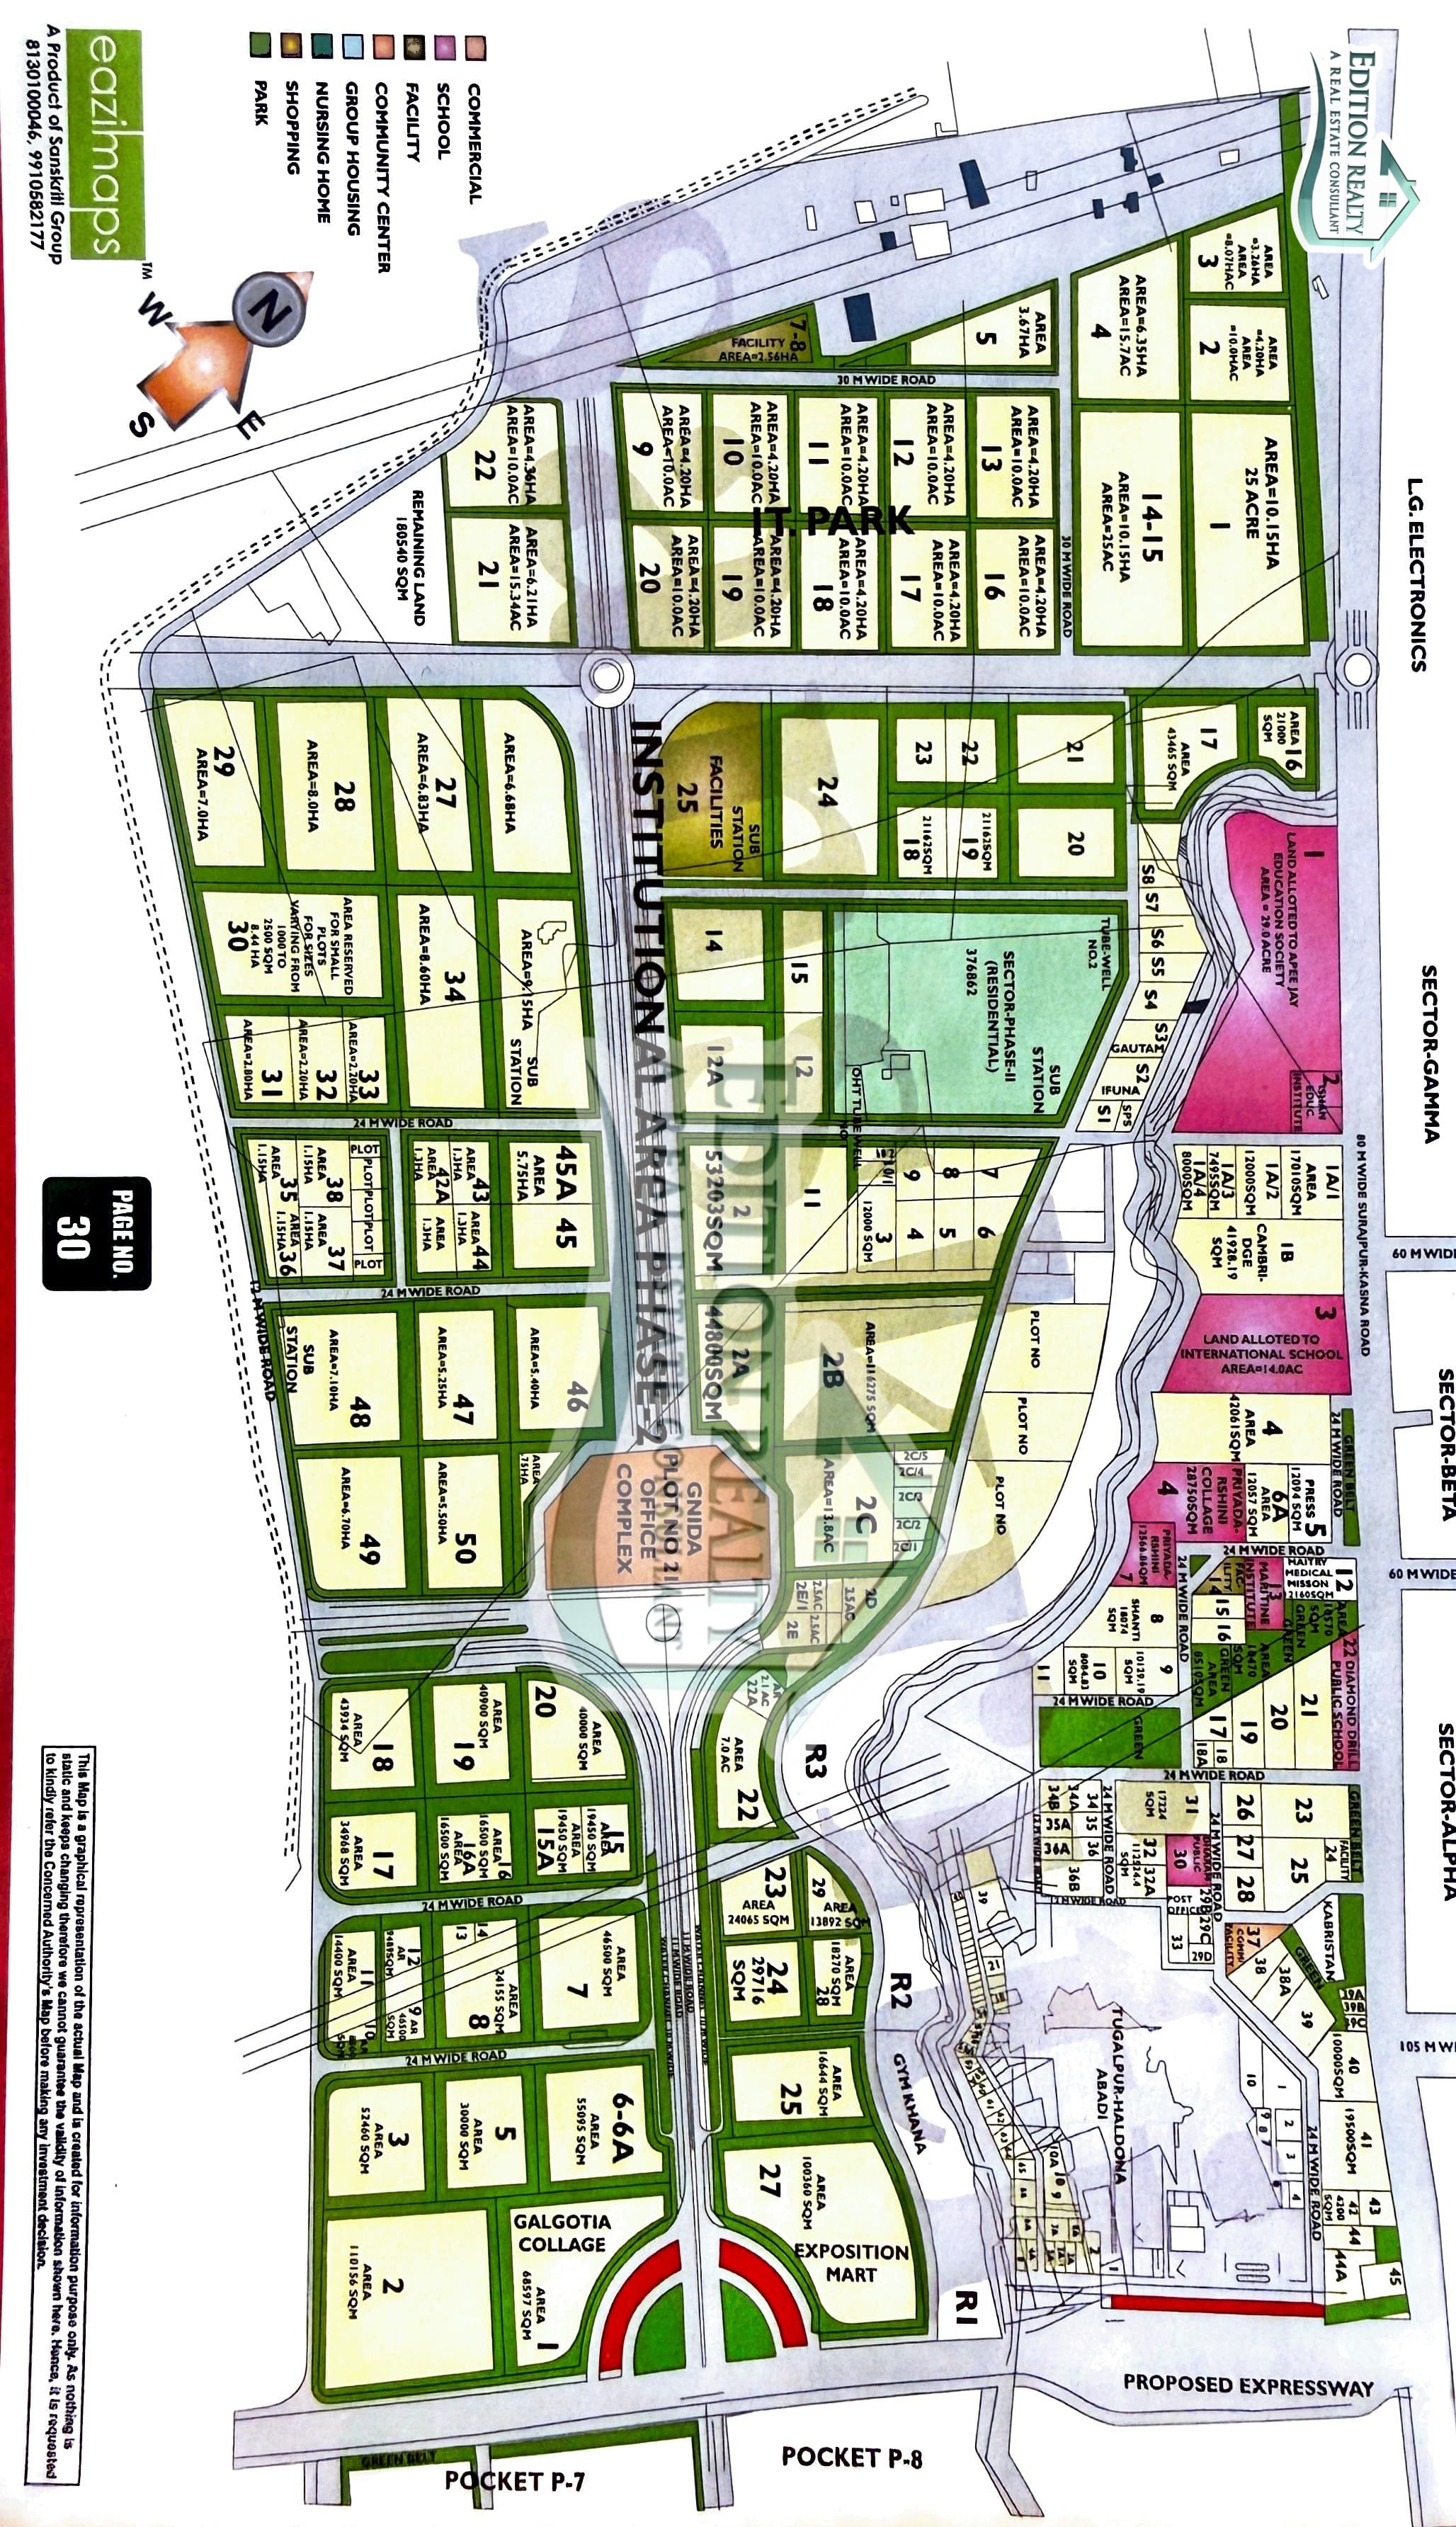 L.G. ELECTRONICS
SECTOR-GAMMA
SECTOR-BETA
SECTOR-ALPHA
60 M WIDE
60 M WIDE
105 M WI
EDITION REALTY
A REAL ESTATE CONSULTANT
80 M WIDE SURAJPUR-KASNA ROAD
PROPOSED EXPRESSWAY
AREA
=3.26HA
AREA
=8.07HAC
3
AREA
=4.20HA
AREA
=10.0HAC
2
AREA=10.15HA
25 ACRE
1
AREA=6.35HA
AREA=15.7AC
4
14-15
AREA=10.15HA
AREA=25AC
30 M WIDE ROAD
AREA
3.67HA
5
30 M WIDE ROAD
AREA=4.20HA
AREA=10.0AC
13
AREA=4.20HA
AREA=10.0AC
16
AREA=4.20HA
AREA=10.0AC
12
AREA=4.20HA
AREA=10.0AC
17
AREA=4.20HA
AREA=10.0AC
11
AREA=4.20HA
AREA=10.0AC
18
AREA=4.20HA
AREA=10.0AC
10
AREA=4.20HA
AREA=10.0AC
19
AREA=4.20HA
AREA=10.0AC
9
AREA=4.20HA
AREA=10.0AC
20
I.T. PARK
7-8
FACILITY
AREA=2.56HA
AREA=4.36HA
AREA=10.0AC
22
AREA=6.21HA
AREA=15.34AC
21
REMAINING LAND
180540 SQM
AREA 16
21000
SQM
17
AREA
43465 SQM
1
LAND ALLOTED TO APEE JAY
EDUCATION SOCIETY
AREA = 29.0 ACRE
2
ISHAN
EDUC.
INSTITUTE
1A/1
AREA
17010SQM
1A/2
12000SQM
1A/3
7495SQM
1A/4
8000SQM
1B
CAMBRI-
DGE
41928.19
SQM
3
LAND ALLOTED TO
INTERNATIONAL SCHOOL
AREA=14.0AC
GREEN BELT
24 M WIDE ROAD
4
AREA
42061SQM
PRESS 5
12094 SQM
6A
AREA
12057 SQM
PRIYADA-
RSHINI
COLLAGE
28750SQM
4
24 M WIDE ROAD
12
MAITRY
MEDICAL
MISSON
2160SQM
13
MARITINE
INSTITUTE
FAC-
ILITY
14
15
16
24 M WIDE ROAD
PRIYADA-
RSHINI
12566.86QM
7
8
SHANTI
18074
SQM
9
10129.19
SQM
10
8084.83
SQM
11
24 M WIDE ROAD
GREEN
22 DIAMOND DRILL
PUBLIC SCHOOL
21
20
19
17
18
18A
GREEN
GREEN
GREEN
AREA
24 M WIDE ROAD
GREEN BELT
FACILITY
24
23
25
26
27
28
24 M WIDE ROAD
31
17224
SQM
PUBLIC
30
29B
29C
29D
POST
OFFICE
33
32
32A
112524.4
SQM
24 M WIDE ROAD
34
35
36
34A
34B
35A
36A
36B
12 M WIDE ROAD
KABRISTAN
GREEN
39A
39B
39C
39
38A
38
37
COMM/
FACILITY
40
10000SQM
41
19500SQM
43
42
4200
SQM
44
44A
45
24 M WIDE ROAD
1
2
3
4
10
9
8
7
TUGALPUR-HALDONA
ABADI
10A
10
9
39
21
R1
R2
R3
GYM KHANA
S8
S7
S6
S5
S4
S3
GAUTAM
S2
IFUNA
SPS
S1
TUBE-WELL
NO.2
SUB
STATION
SECTOR-PHASE-II
(RESIDENTIAL)
376862
OHT TUBE WELL
21
20
22
21162SQM
19
23
21162SQM
18
24
SUB
STATION
FACILITIES
25
PLOT NO
PLOT NO
PLOT NO
7
6
8
5
9
4
10/1
3
12000 SQM
11
15
12
14
12A
2
53203SQM
2A
44800SQM
AREA=116275 SQM
2B
2C/5
2C/4
2C/3
2C/2
2C/1
2C
AREA=13.8AC
2D
2.5AC
2.5AC
2E/1
2.5AC
2E
EDITION REALTY
A REAL ESTATE CONSULTANT
INSTITUTIONAL AREA PHASE-2
GNIDA
PLOT NO 21
OFFICE
COMPLEX
AR
2.1 AC
22A
22
AREA
7.0 AC
29
AREA
13892 SQM
AREA
18270 SQM
28
23
AREA
24065 SQM
24
29716
SQM
AREA
16644 SQM
25
AREA
100360 SQM
27
EXPOSITION
MART
WATER CHANNEL 10 M WIDE
11 M WIDE ROAD
11 M WIDE ROAD
WATER CHANNEL 10 M WIDE
POCKET P-8
POCKET P-7
AREA=6.68HA
AREA=9.15HA
SUB
STATION
27
AREA=6.83HA
34
AREA=8.60HA
28
AREA=8.0HA
AREA RESERVED
FOR SMALL
PLOTS
FOR SIZES
VARYING FROM
1000 TO
2500 SQM
8.44 HA
30
33
AREA=2.20HA
32
AREA=2.20HA
31
AREA=2.80HA
29
AREA=7.0HA
24 M WIDE ROAD
45A
45
AREA
5.75HA
43
AREA
1.3HA
AREA 44
1.3HA
42A
AREA
1.3HA
AREA
1.3HA
PLOT
PLOT
PLOT
PLOT
PLOT
38
AREA
1.15HA
37
AREA
1.15HA
35
AREA
1.15HA
AREA
1.15HA 36
24 M WIDE ROAD
46
AREA=5.40HA
AREA
.75HA
47
AREA=5.25HA
50
AREA=5.50HA
48
AREA=7.10HA
SUB
STATION
49
AREA=6.70HA
12 M WIDE ROAD
AREA
40000 SQM
20
15
AREA
19450 SQM
AREA
19450 SQM
15A
AREA
40900 SQM
19
AREA 16
16500 SQM
16A
AREA
16500 SQM
18
AREA
43934 SQM
17
AREA
34968 SQM
24 M WIDE ROAD
AREA
46500 SQM
7
AREA
24155 SQM
8
14
13
12
AR
9489SQM
9 AR
46500
SQM
11
AREA
14400 SQM
10
24 M WIDE ROAD
6-6A
AREA
55095 SQM
5
AREA
30000 SQM
3
AREA
52460 SQM
GALGOTIA
COLLAGE
AREA
1
68597 SQM
2
AREA
110156 SQM
COMMERCIAL
SCHOOL
FACILITY
COMMUNITY CENTER
GROUP HOUSING
NURSING HOME
SHOPPING
PARK
N
E
W
S
eazimaps
TM
A Product of Sanskriti Group
8130100046, 9910582177
PAGE NO.
30
This Map is a graphical representation of the actual Map and is created for information purpose only. As nothing is
static and keeps changing therefore we cannot guarantee the validity of information shown here. Hence, it is requested
to kindly refer the Concerned Authority's Map before making any investment decision.